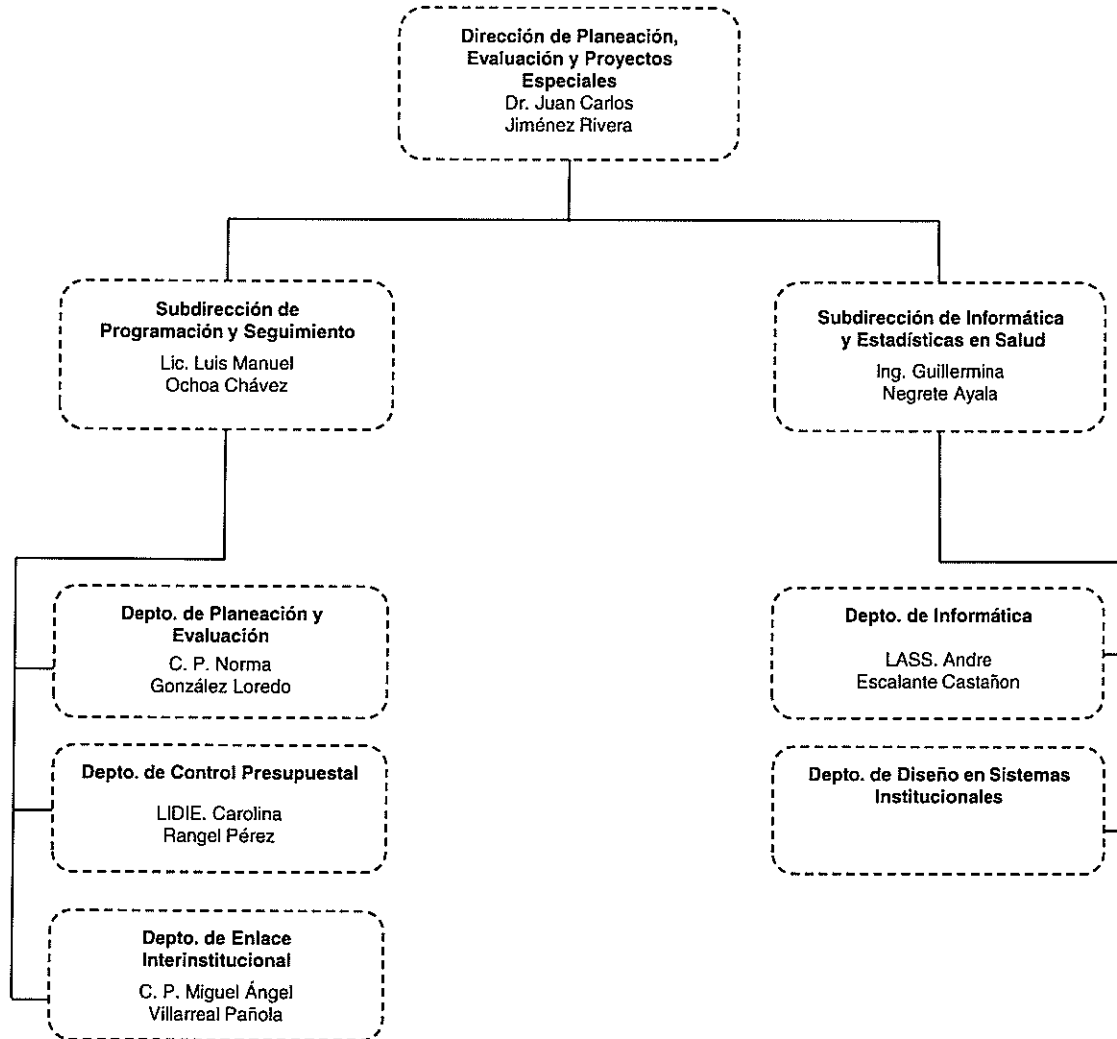 Dirección de Planeación,
Evaluación y Proyectos
Especiales
Dr. Juan Carlos
Jiménez Rivera
Subdirección de
Programación y Seguimiento
Lic. Luis Manuel
Ochoa Chávez
Subdirección de Informática
y Estadísticas en Salud
Ing. Guillermina
Negrete Ayala
Depto. de Planeación y
Evaluación
C. P. Norma
González Loredo
Depto. de Control Presupuestal
LIDIE. Carolina
Rangel Pérez
Depto. de Enlace
Interinstitucional
C. P. Miguel Ángel
Villarreal Pañola
Depto. de Informática
LASS. Andre
Escalante Castañon
Depto. de Diseño en Sistemas
Institucionales